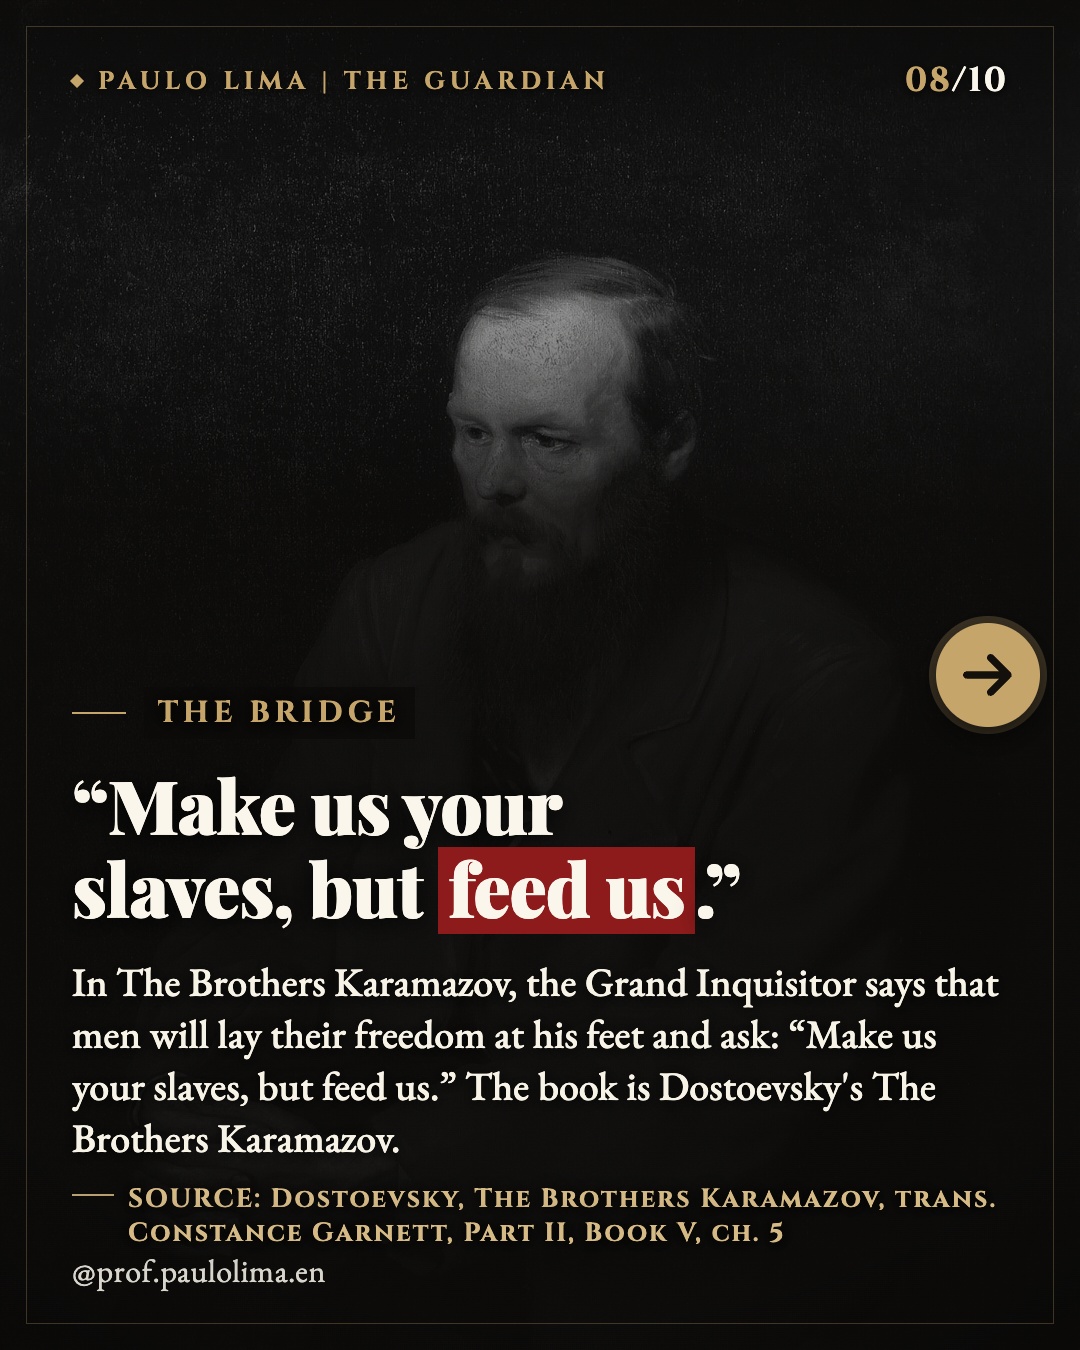 ◆ PAULO LIMA | THE GUARDIAN
08/10
THE BRIDGE
“Make us your
slaves, but feed us.”
In The Brothers Karamazov, the Grand Inquisitor says that
men will lay their freedom at his feet and ask: “Make us
your slaves, but feed us.” The book is Dostoevsky's The
Brothers Karamazov.
SOURCE: Dostoevsky, The Brothers Karamazov, trans.
Constance Garnett, Part II, Book V, ch. 5
@prof.paulolima.en